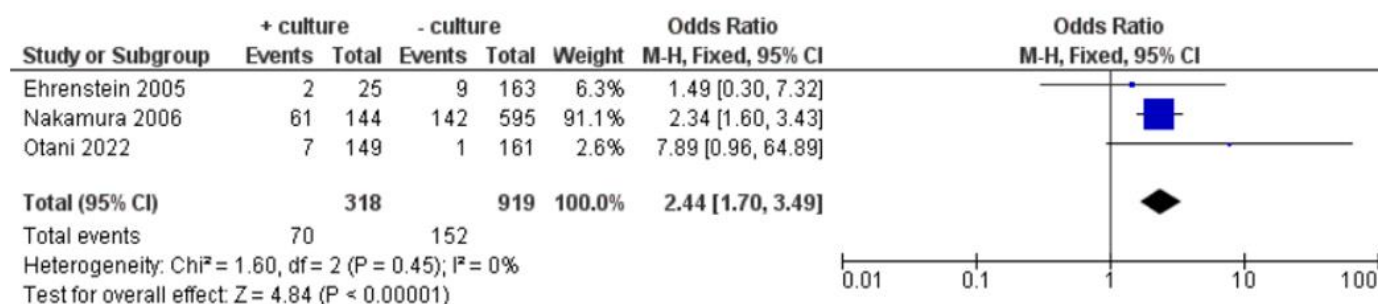 + culture - culture Odds Ratio Odds Ratio
Study or Subgroup Events Total Events Total Weight M-H, Fixed, 95% CI M-H, Fixed, 95% CI
Ehrenstein 2005 2 25 9 163 6.3% 1.49 [0.30, 7.32]
Nakamura 2006 61 144 142 595 91.1% 2.34 [1.60, 3.43]
Otani 2022 7 149 1 161 2.6% 7.89 [0.96, 64.89]
Total (95% CI) 318 919 100.0% 2.44 [1.70, 3.49]
Total events 70 152
Heterogeneity: Chi² = 1.60, df = 2 (P = 0.45); I² = 0%
Test for overall effect: Z = 4.84 (P < 0.00001)
0.01 0.1 1 10 100